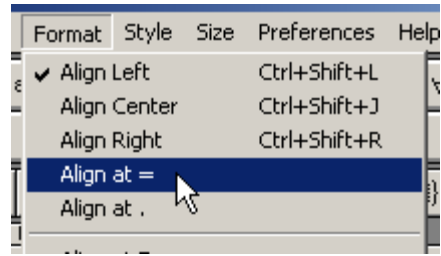 Format Style Size Preferences Help
✓ Align Left Ctrl+Shift+L
Align Center Ctrl+Shift+J
Align Right Ctrl+Shift+R
Align at =
Align at .